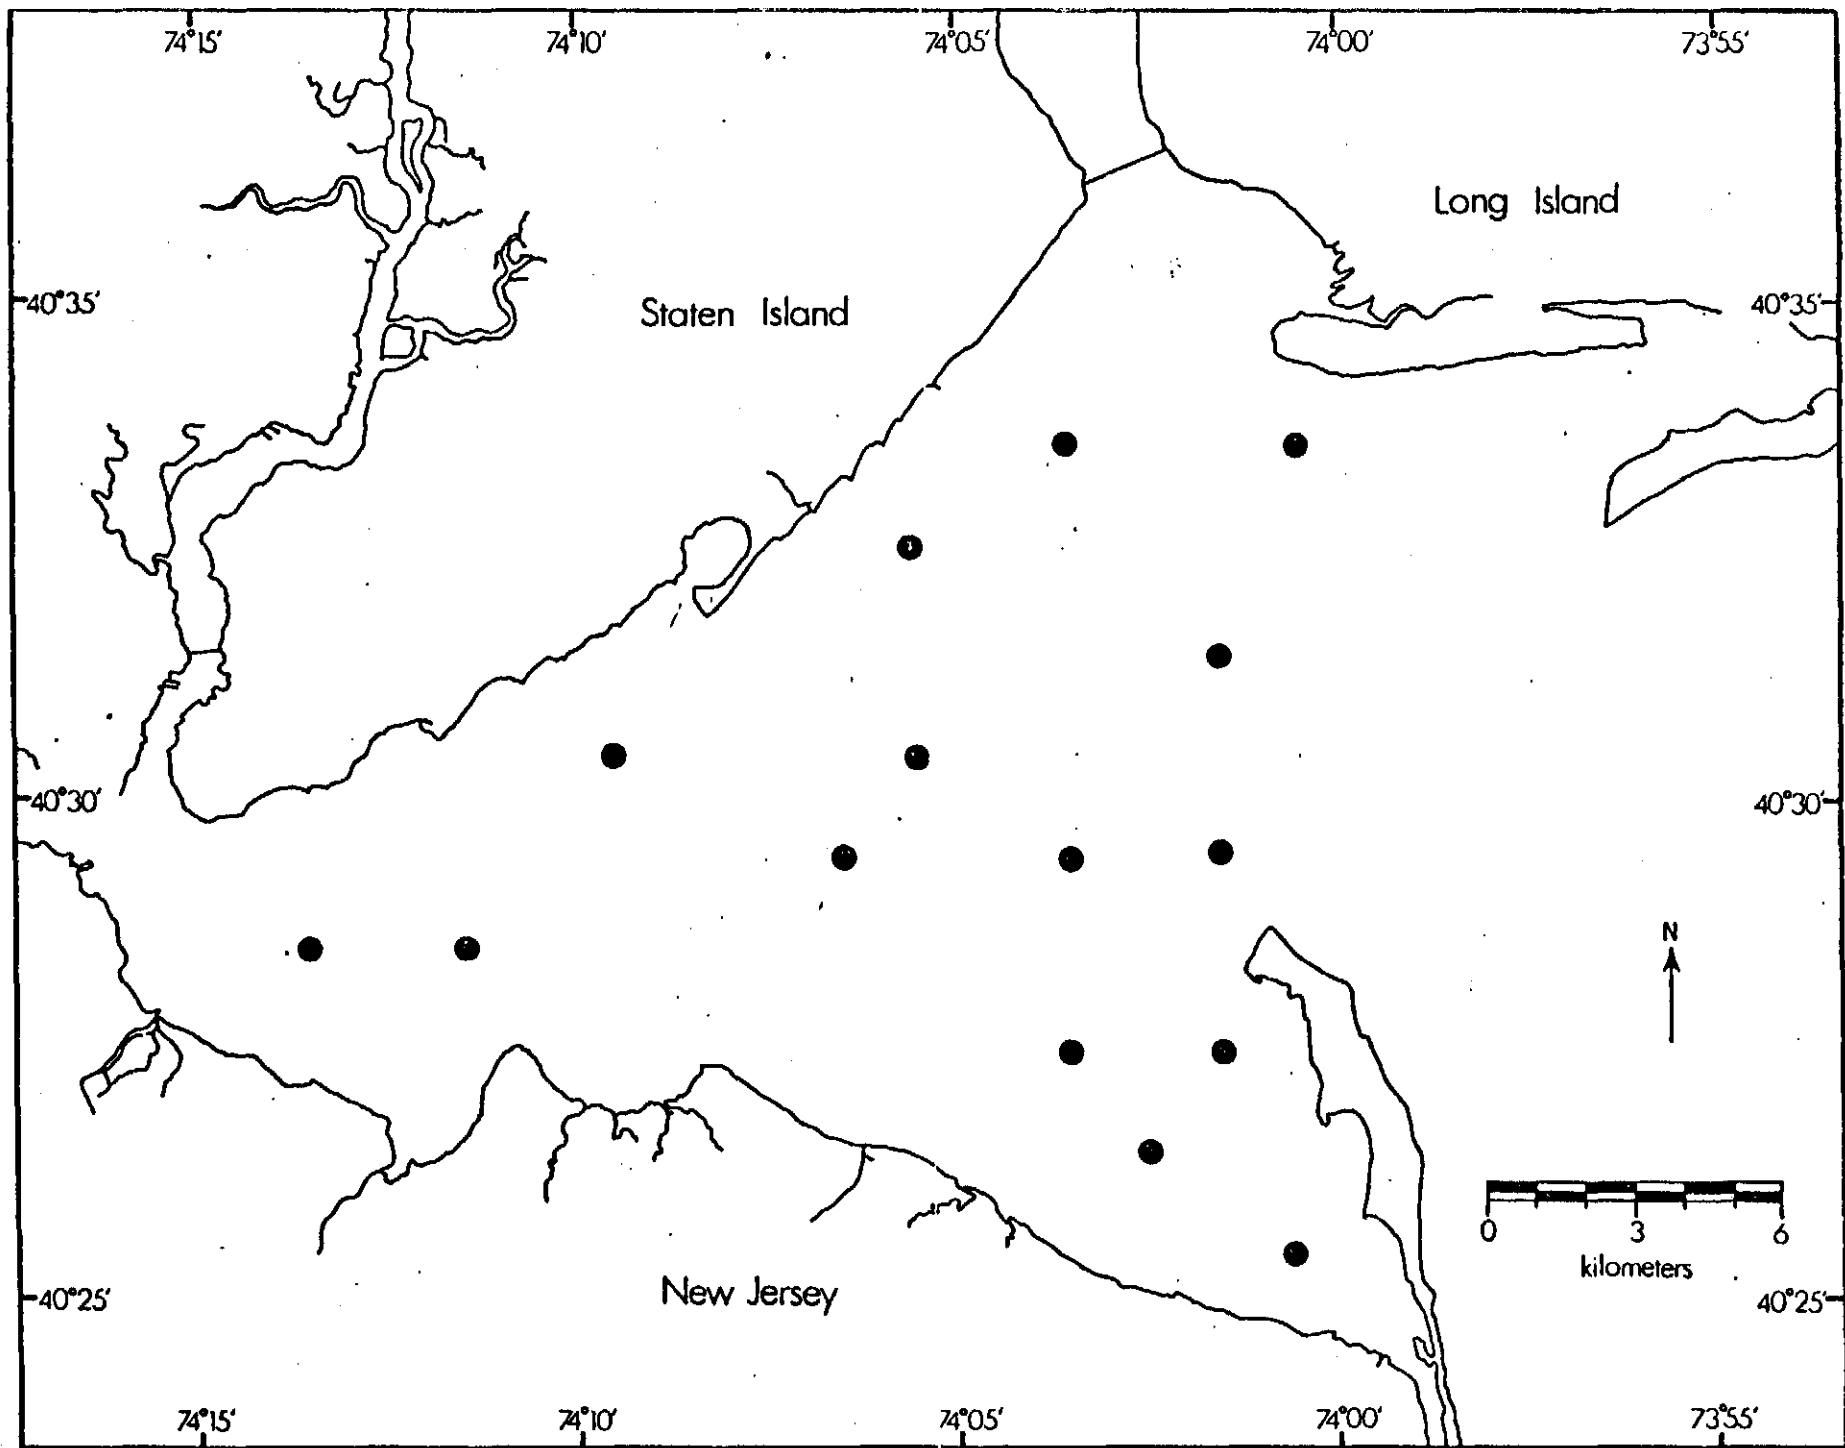 74°15' 74°10' 74°05' 74°00' 73°55'
Long Island
40°35' Staten Island 40°35'
40°30' 40°30'
N
0 3 6
kilometers
New Jersey
40°25' 40°25'
74°15' 74°10' 74°05' 74°00' 73°55'